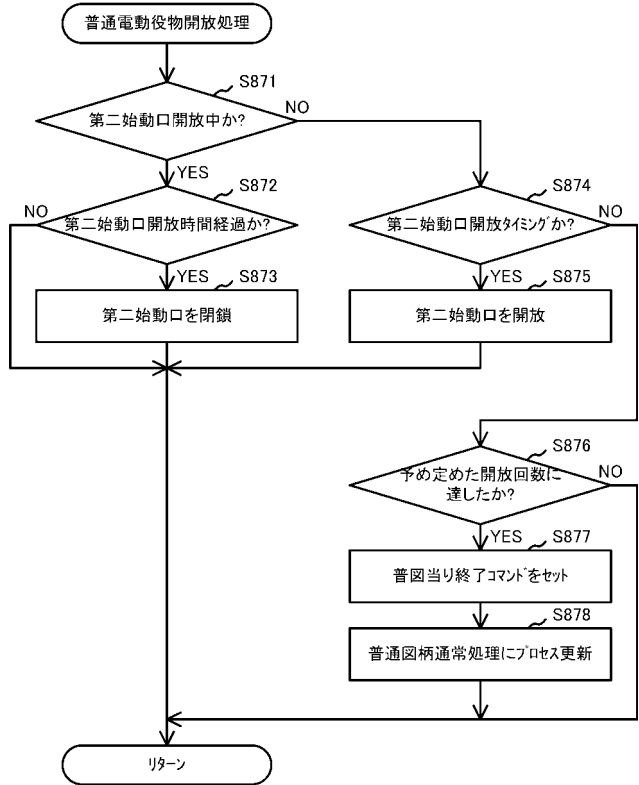 普通電動役物開放処理
S871
第二始動口開放中か?
NO
YES
S872
NO
第二始動口開放時間経過か?
YES
S873
第二始動口を閉鎖
S874
第二始動口開放タイミングか?
NO
YES
S875
第二始動口を開放
S876
予め定めた開放回数に
達したか?
NO
YES
S877
普図当り終了コマンドをセット
S878
普通図柄通常処理にプロセス更新
リターン